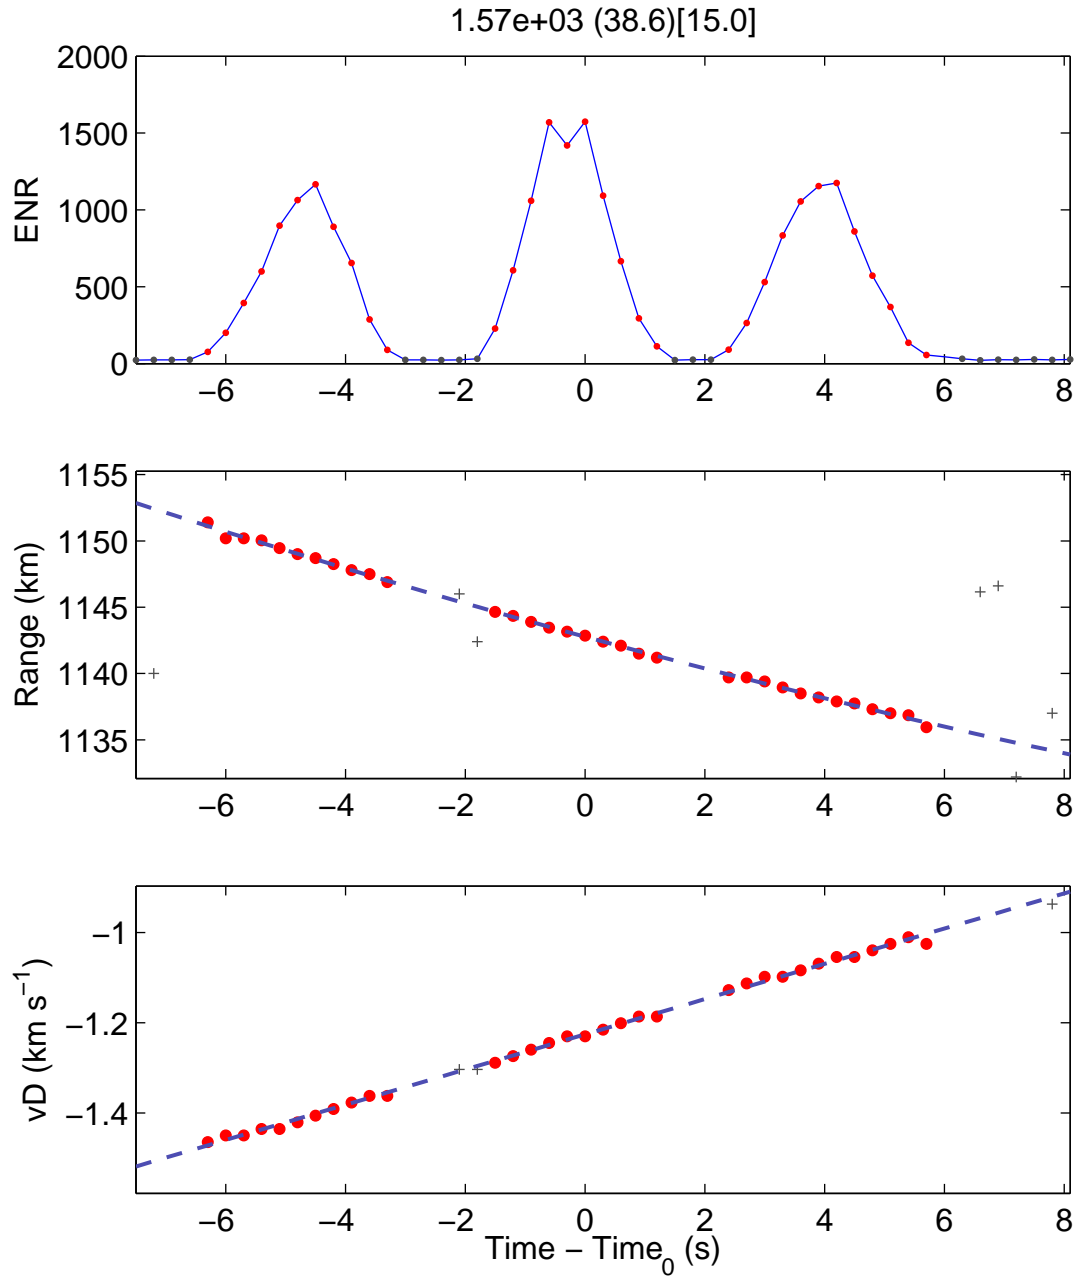 1.57e+03 (38.6)[15.0]
2000
1500
1000
500
0
ENR
−6 −4 −2 0 2 4 6 8
1155
1150
1145
1140
1135
Range (km)
−6 −4 −2 0 2 4 6 8
−1
−1.2
−1.4
vD (km s−1)
−6 −4 −2 0 2 4 6 8
Time − Time0 (s)